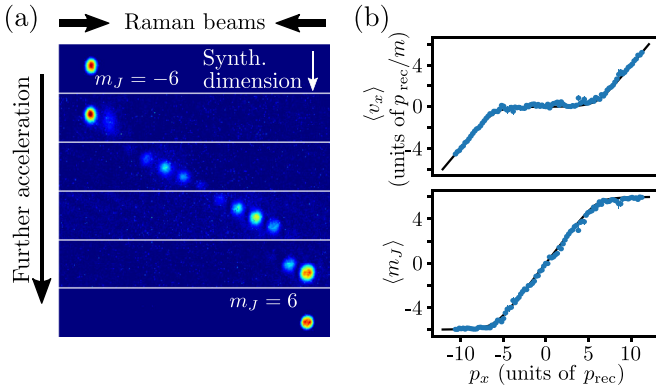 (a)
Raman beams
Synth.
dimension
m_J = −6
m_J = 6
Further acceleration
(b)
⟨v_x⟩
(units of p_rec/m)
4
0
-4
⟨m_J⟩
4
0
-4
-10 -5 0 5 10
p_x (units of p_rec)